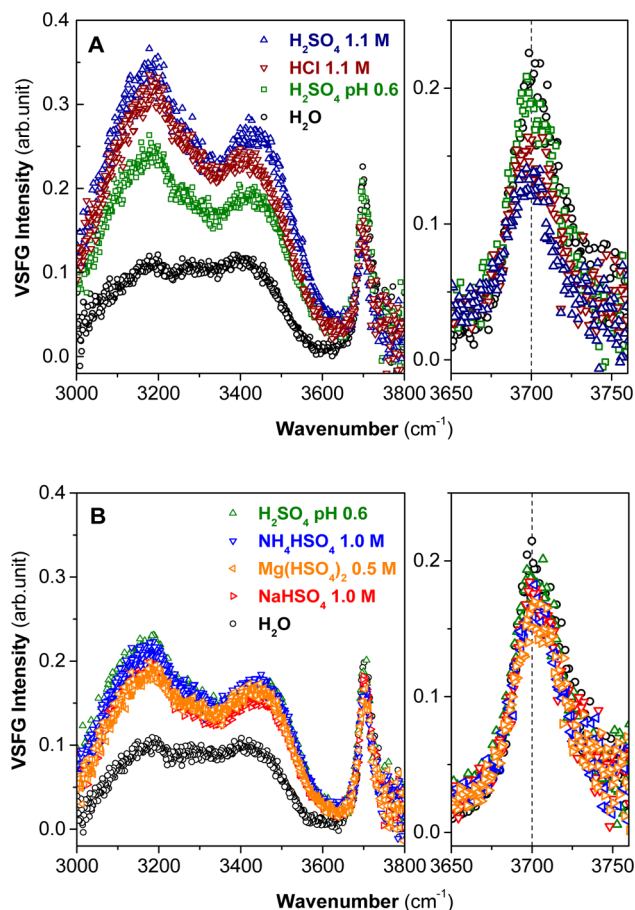 A
H₂SO₄ 1.1 M
HCl 1.1 M
H₂SO₄ pH 0.6
H₂O
VSFG Intensity (arb.unit)
0.4
0.3
0.2
0.1
0.0
3000 3200 3400 3600 3800
Wavenumber (cm⁻¹)
0.2
0.1
0.0
3650 3700 3750
B
H₂SO₄ pH 0.6
NH₄HSO₄ 1.0 M
Mg(HSO₄)₂ 0.5 M
NaHSO₄ 1.0 M
H₂O
VSFG Intensity (arb.unit)
0.4
0.3
0.2
0.1
0.0
3000 3200 3400 3600 3800
Wavenumber (cm⁻¹)
0.2
0.1
0.0
3650 3700 3750